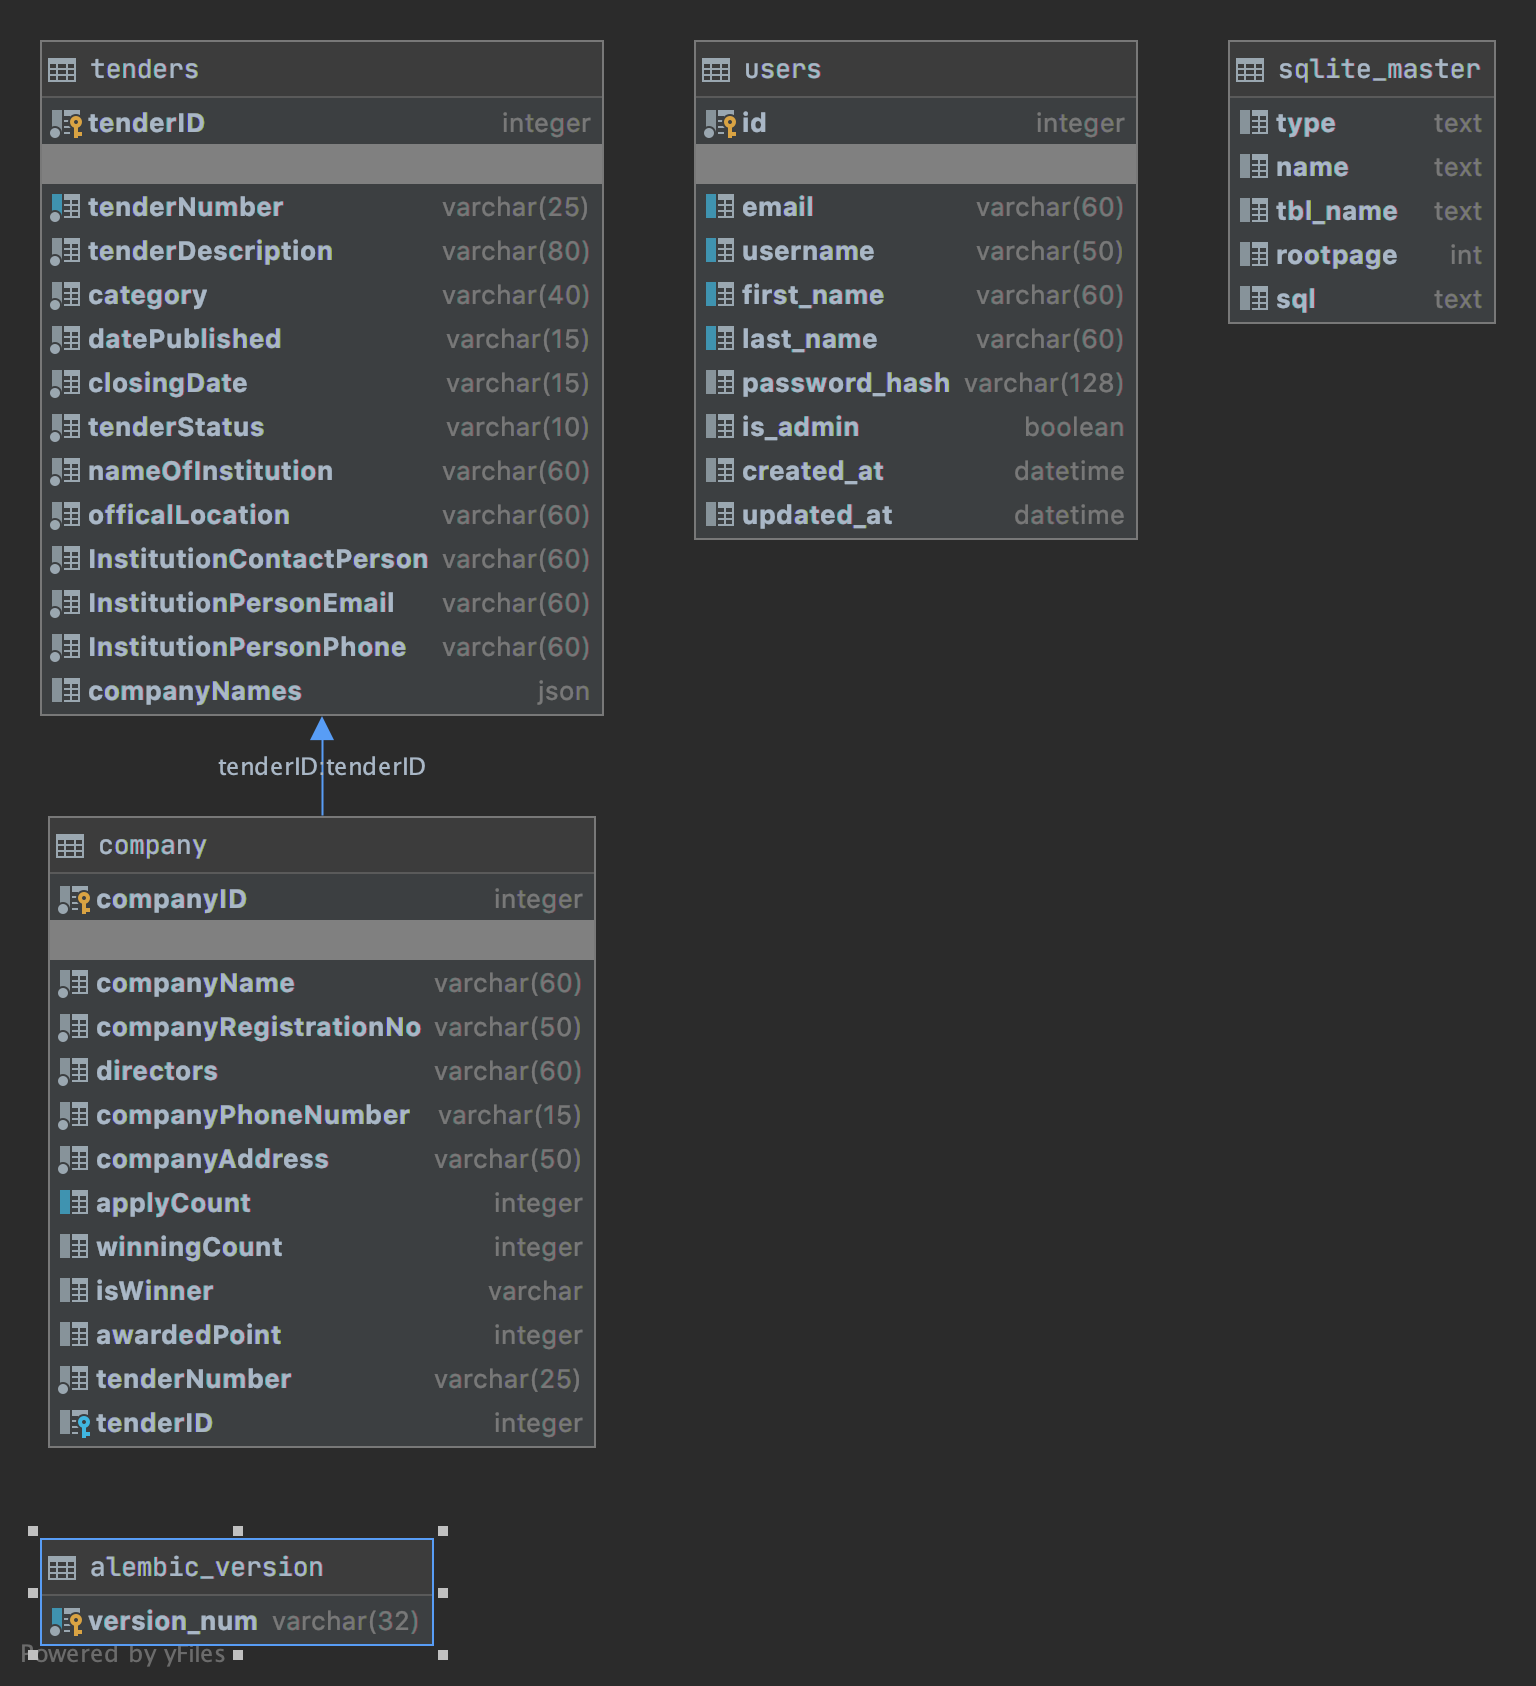 tenders
tenderID integer
tenderNumber varchar(25)
tenderDescription varchar(80)
category varchar(40)
datePublished varchar(15)
closingDate varchar(15)
tenderStatus varchar(10)
nameOfInstitution varchar(60)
officalLocation varchar(60)
InstitutionContactPerson varchar(60)
InstitutionPersonEmail varchar(60)
InstitutionPersonPhone varchar(60)
companyNames json
users
id integer
email varchar(60)
username varchar(50)
first_name varchar(60)
last_name varchar(60)
password_hash varchar(128)
is_admin boolean
created_at datetime
updated_at datetime
sqlite_master
type text
name text
tbl_name text
rootpage int
sql text
tenderID:tenderID
company
companyID integer
companyName varchar(60)
companyRegistrationNo varchar(50)
directors varchar(60)
companyPhoneNumber varchar(15)
companyAddress varchar(50)
applyCount integer
winningCount integer
isWinner varchar
awardedPoint integer
tenderNumber varchar(25)
tenderID integer
alembic_version
version_num varchar(32)
Powered by yFiles